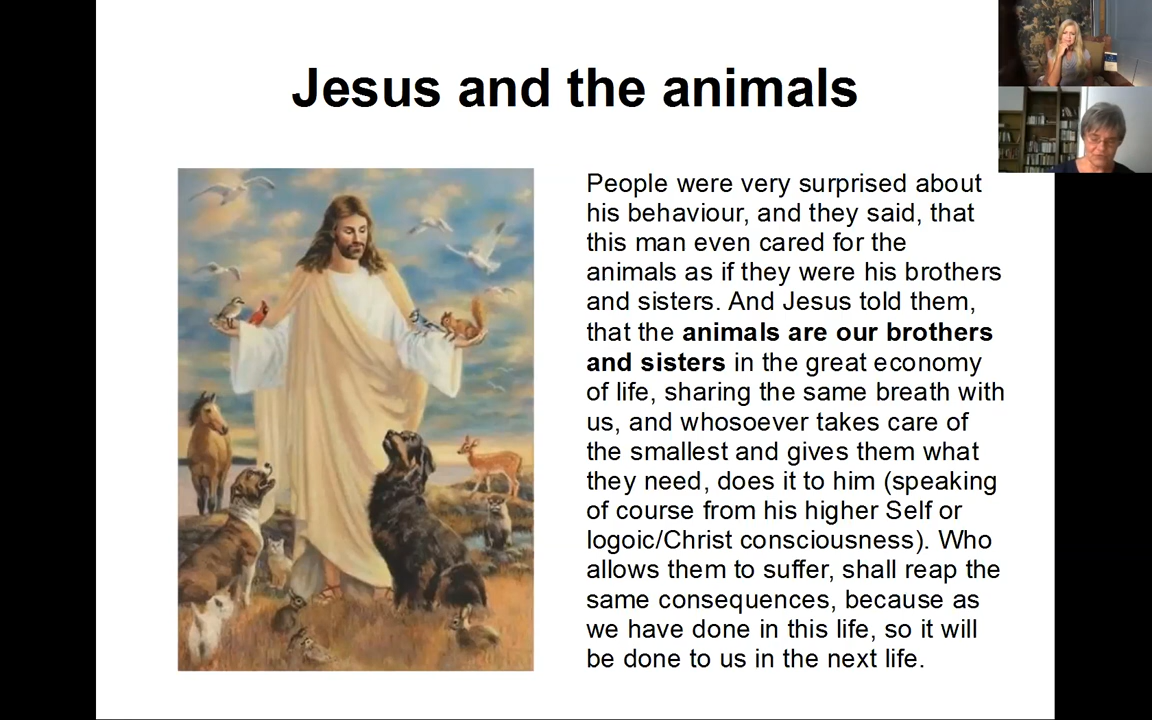 Jesus and the animals
People were very surprised about
his behaviour, and they said, that
this man even cared for the
animals as if they were his brothers
and sisters. And Jesus told them,
that the animals are our brothers
and sisters in the great economy
of life, sharing the same breath with
us, and whosoever takes care of
the smallest and gives them what
they need, does it to him (speaking
of course from his higher Self or
logoic/Christ consciousness). Who
allows them to suffer, shall reap the
same consequences, because as
we have done in this life, so it will
be done to us in the next life.